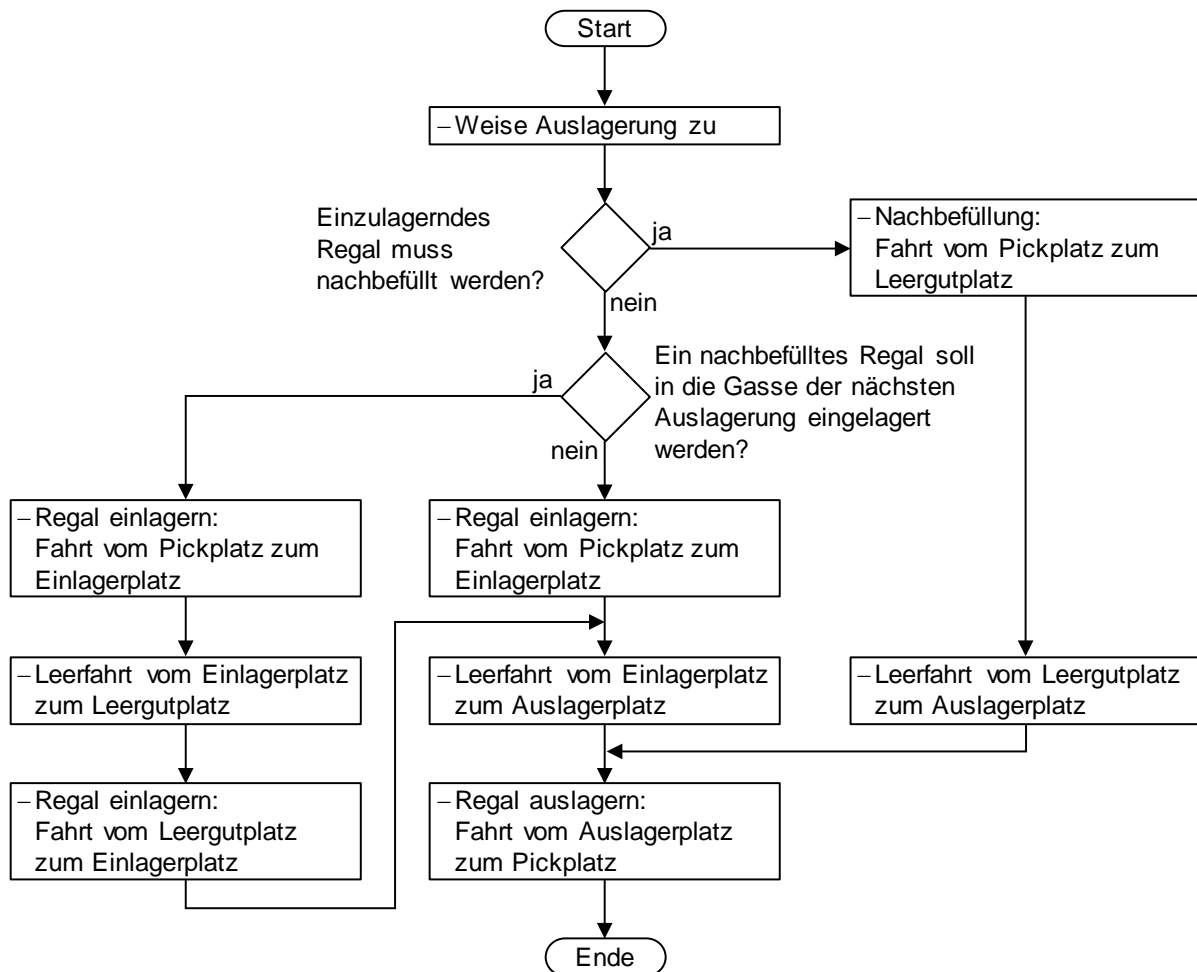 Start
– Weise Auslagerung zu
Einzulagerndes
Regal muss
nachbefüllt werden?
ja
nein
– Nachbefüllung:
Fahrt vom Pickplatz zum
Leergutplatz
Ein nachbefülltes Regal soll
in die Gasse der nächsten
Auslagerung eingelagert
werden?
ja
nein
– Regal einlagern:
Fahrt vom Pickplatz zum
Einlagerplatz
– Regal einlagern:
Fahrt vom Pickplatz zum
Einlagerplatz
– Leerfahrt vom Einlagerplatz
zum Leergutplatz
– Leerfahrt vom Einlagerplatz
zum Auslagerplatz
– Leerfahrt vom Leergutplatz
zum Auslagerplatz
– Regal einlagern:
Fahrt vom Leergutplatz
zum Einlagerplatz
– Regal auslagern:
Fahrt vom Auslagerplatz
zum Pickplatz
Ende